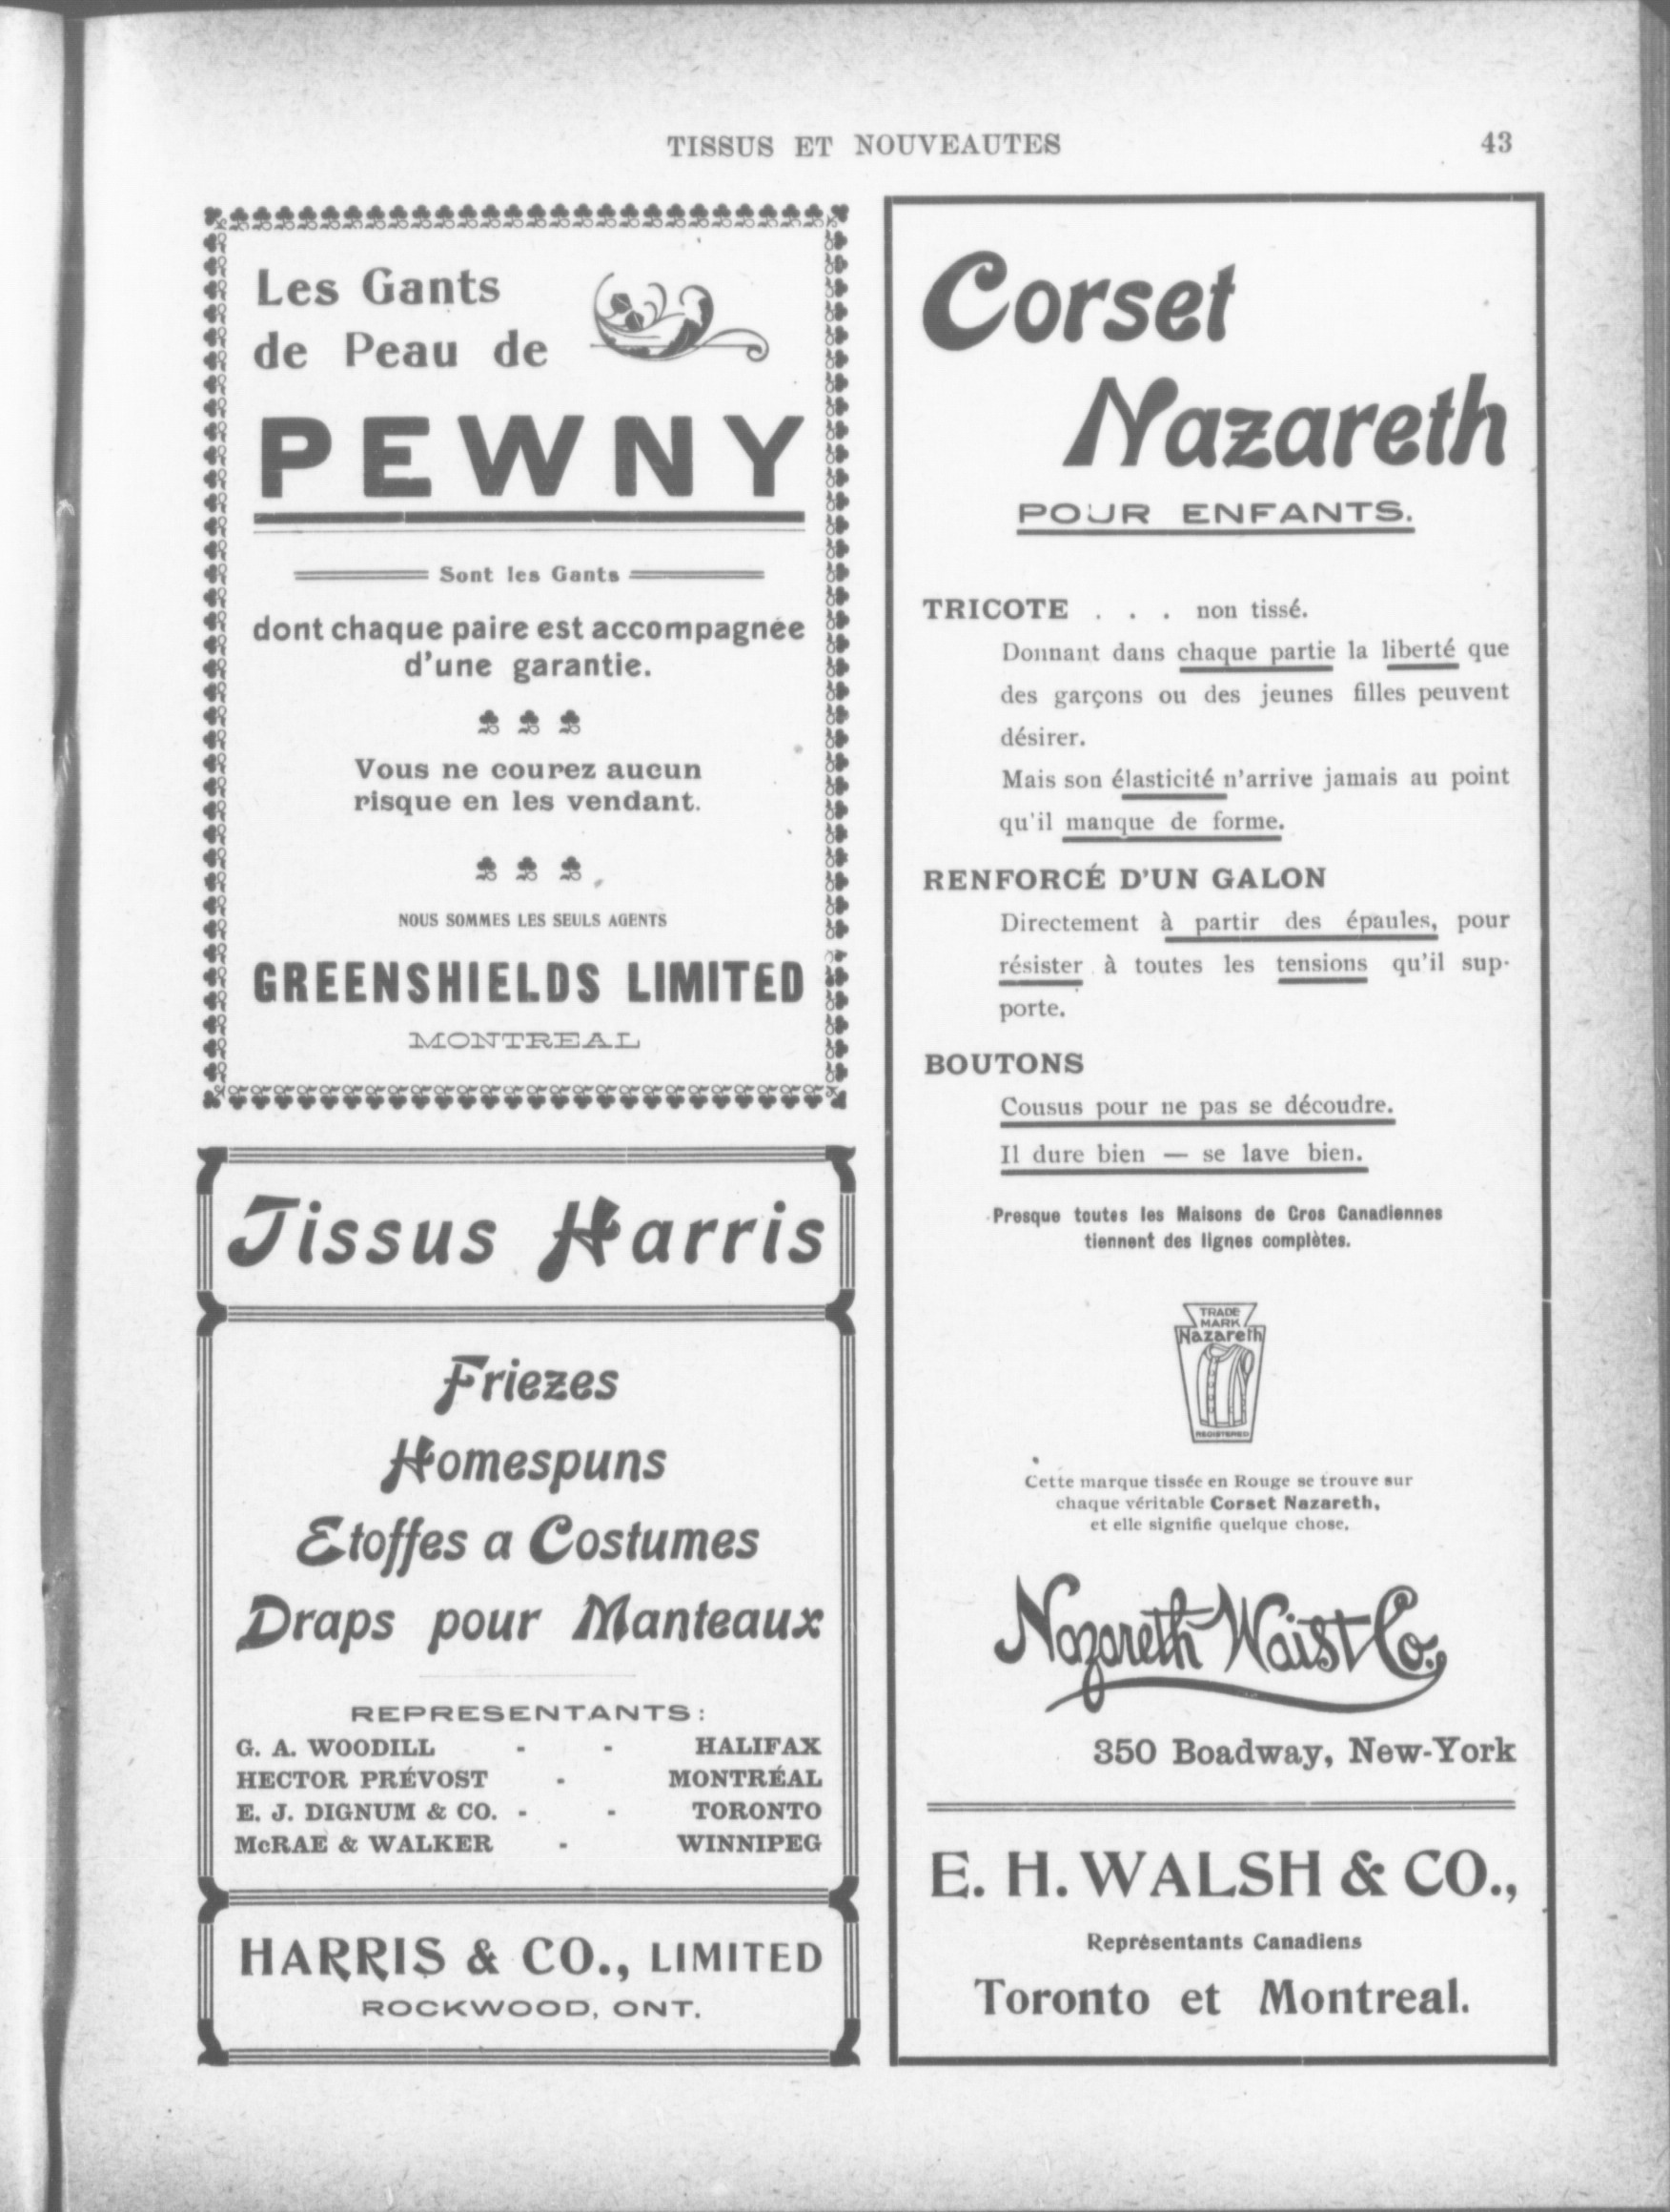 TISSUS ET NOUVEAUTES
43
Les Gants
de Peau de
PEWNY
Sont les Gants
dont chaque paire est accompagnée
d'une garantie.
Vous ne courez aucun
risque en les vendant.
NOUS SOMMES LES SEULS AGENTS
GREENSHIELDS LIMITED
MONTREAL
Tissus Harris
Friezes
Homespuns
Etoffes a Costumes
Draps pour Manteaux
REPRESENTANTS:
G. A. WOODILL - - HALIFAX
HECTOR PRÉVOST - MONTRÉAL
E. J. DIGNUM & CO. - - TORONTO
McRAE & WALKER - WINNIPEG
HARRIS & CO., LIMITED
ROCKWOOD, ONT.
Corset
Nazareth
POUR ENFANTS.
TRICOTE . . . non tissé.
Donnant dans chaque partie la liberté que
des garçons ou des jeunes filles peuvent
désirer.
Mais son élasticité n'arrive jamais au point
qu'il manque de forme.
RENFORCÉ D'UN GALON
Directement à partir des épaules, pour
résister à toutes les tensions qu'il sup-
porte.
BOUTONS
Cousus pour ne pas se découdre.
Il dure bien — se lave bien.
Presque toutes les Maisons de Gros Canadiennes
tiennent des lignes complètes.
TRADE
MARK
Nazareth
REGISTERED
Cette marque tissée en Rouge se trouve sur
chaque véritable Corset Nazareth,
et elle signifie quelque chose.
Nazareth Waist Co.,
350 Boadway, New-York
E. H. WALSH & CO.,
Représentants Canadiens
Toronto et Montreal.